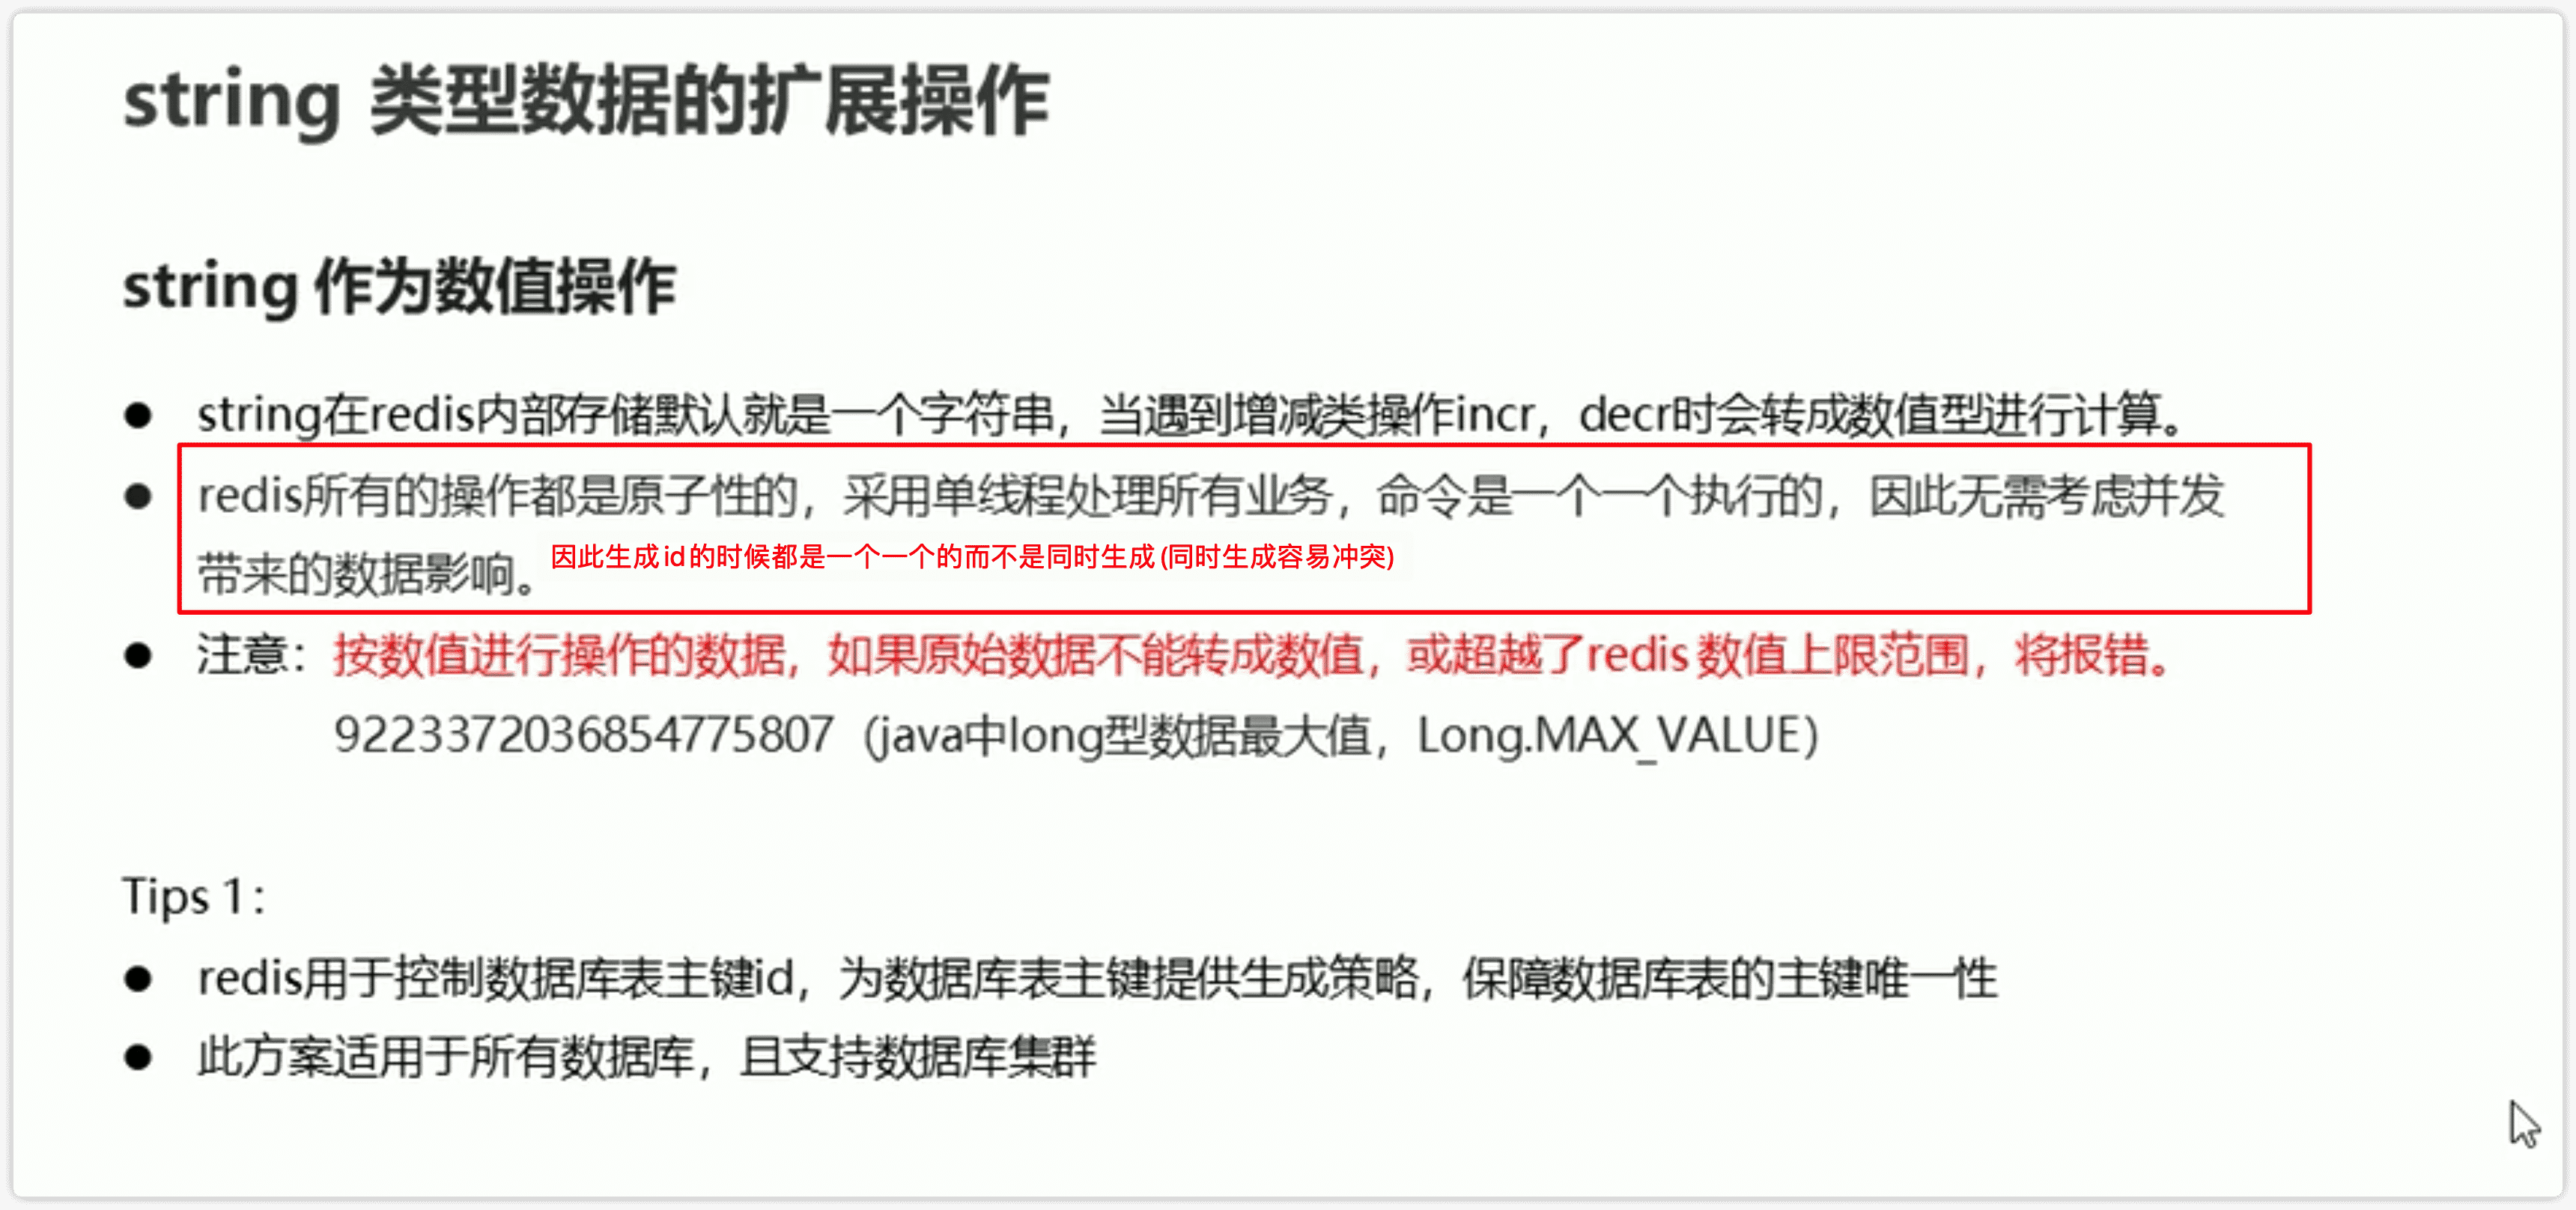 string 类型数据的扩展操作
string 作为数值操作
● string在redis内部存储默认就是一个字符串，当遇到增减类操作incr，decr时会转成数值型进行计算。
● redis所有的操作都是原子性的，采用单线程处理所有业务，命令是一个一个执行的，因此无需考虑并发
带来的数据影响。
因此生成id的时候都是一个一个的而不是同时生成(同时生成容易冲突)
● 注意：按数值进行操作的数据，如果原始数据不能转成数值，或超越了redis 数值上限范围，将报错。
9223372036854775807（java中long型数据最大值，Long.MAX_VALUE）
Tips 1：
● redis用于控制数据库表主键id，为数据库表主键提供生成策略，保障数据库表的主键唯一性
● 此方案适用于所有数据库，且支持数据库集群